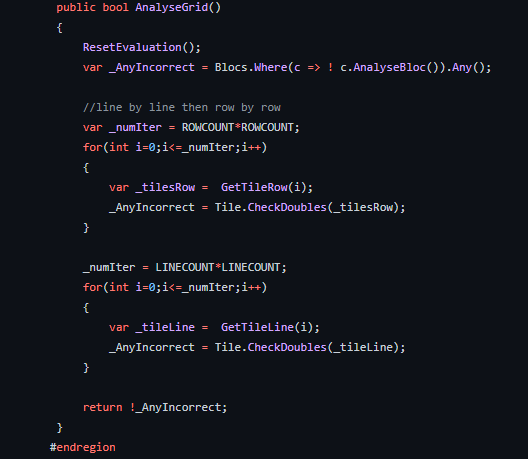 public bool AnalyseGrid()
{
ResetEvaluation();
var _AnyIncorrect = Blocs.Where(c => ! c.AnalyseBloc()).Any();
//line by line then row by row
var _numIter = ROWCOUNT*ROWCOUNT;
for(int i=0;i<=_numIter;i++)
{
var _tilesRow =  GetTileRow(i);
_AnyIncorrect = Tile.CheckDoubles(_tilesRow);
}
_numIter = LINECOUNT*LINECOUNT;
for(int i=0;i<=_numIter;i++)
{
var _tileLine =  GetTileLine(i);
_AnyIncorrect = Tile.CheckDoubles(_tileLine);
}
return !_AnyIncorrect;
}
#endregion